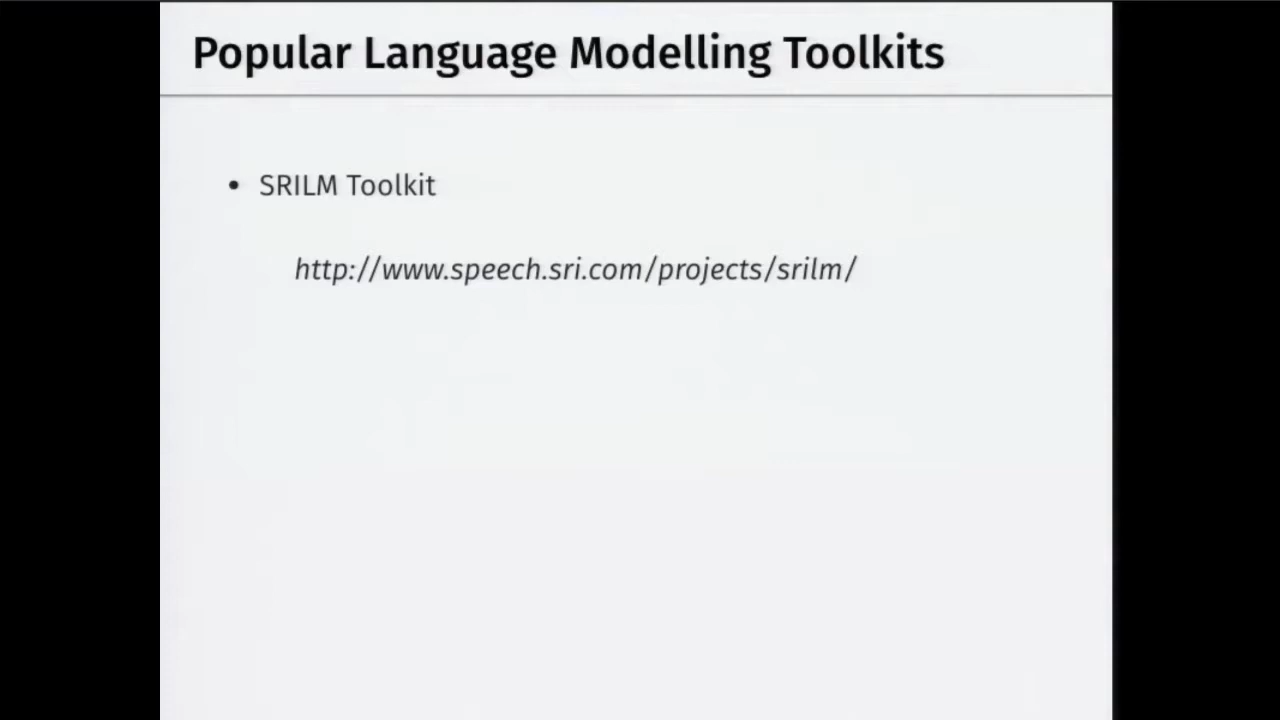 Popular Language Modelling Toolkits
• SRILM Toolkit
http://www.speech.sri.com/projects/srilm/